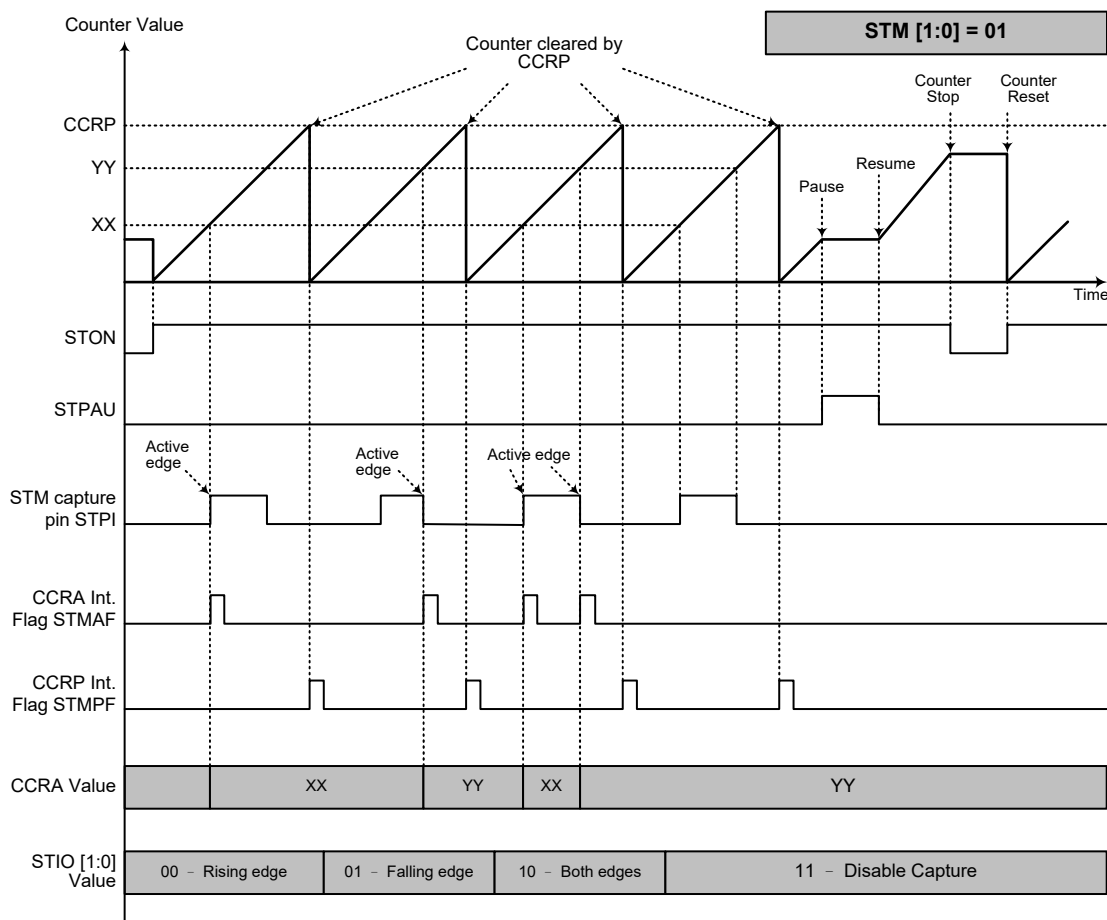 Counter Value
STM [1:0] = 01
Counter cleared by
CCRP
Counter
Stop
Counter
Reset
CCRP
YY
Resume
Pause
XX
Time
STON
STPAU
Active
edge
Active
edge
Active edge
STM capture
pin STPI
CCRA Int.
Flag STMAF
CCRP Int.
Flag STMPF
CCRA Value
XX
YY
XX
YY
STIO [1:0]
Value
00 – Rising edge
01 – Falling edge
10 – Both edges
11 – Disable Capture